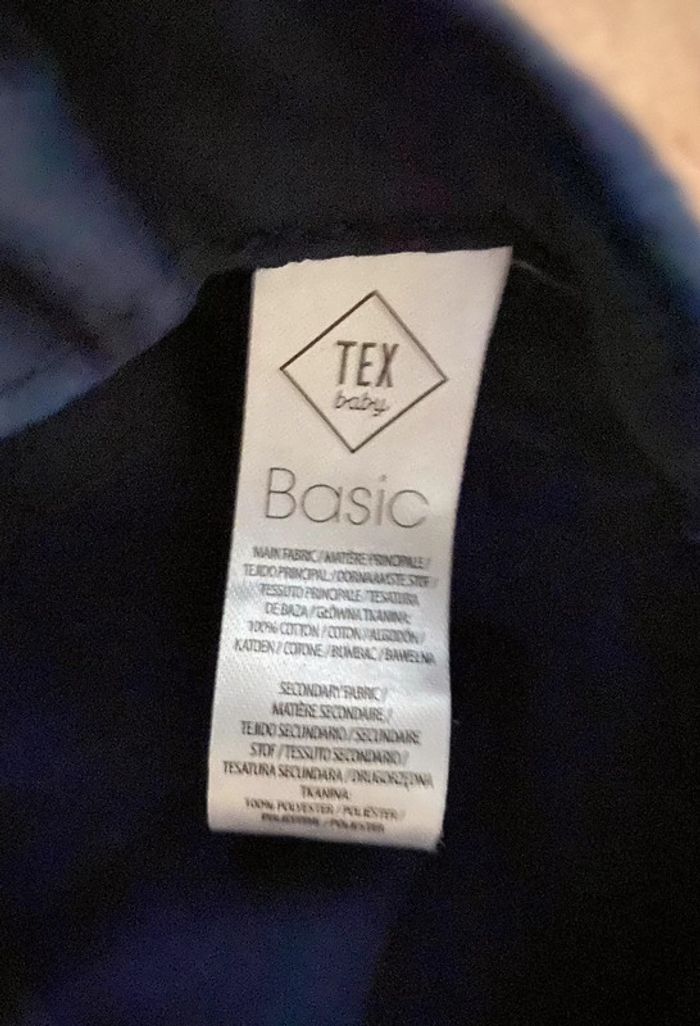 TEX
baby
Basic
MAIN FABRIC / MATIÈRE PRINCIPALE /
TEJIDO PRINCIPAL / DORNAAMSTE STOF /
TESSUTO PRINCIPALE / TESATURA
DE BAZA / GŁÓWNA TKANINA:
100% COTTON / COTON / ALGODÓN /
KATOEN / COTONE / BUMBAC / BAWEŁNA
SECONDARY FABRIC /
MATIÈRE SECONDAIRE /
TEJIDO SECUNDARIO / SECUNDAIRE
STOF / TESSUTO SECONDARIO /
TESATURA SECUNDARA / DRUGORZĘDNA
TKANINA:
100% POLYESTER / POLIÉSTER /
/ POLIESTER